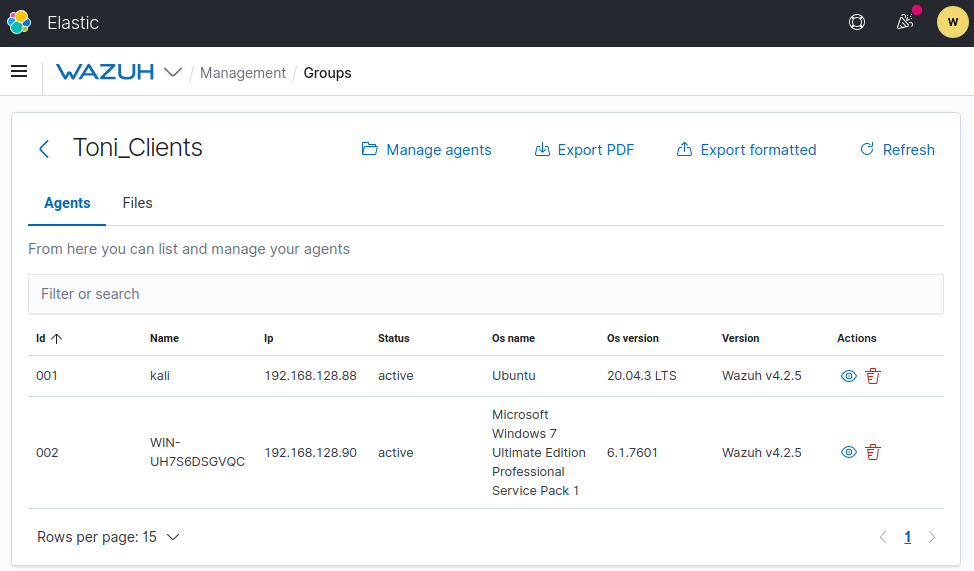 Elastic
W
WAZUH / Management / Groups
Toni_Clients
Manage agents
Export PDF
Export formatted
Refresh
Agents
Files
From here you can list and manage your agents
Filter or search
Id Name Ip Status Os name Os version Version Actions
001 kali 192.168.128.88 active Ubuntu 20.04.3 LTS Wazuh v4.2.5
002
WIN-
UH7S6DSGVQC
192.168.128.90
active
Microsoft
Windows 7
Ultimate Edition
Professional
Service Pack 1
6.1.7601
Wazuh v4.2.5
Rows per page: 15
1